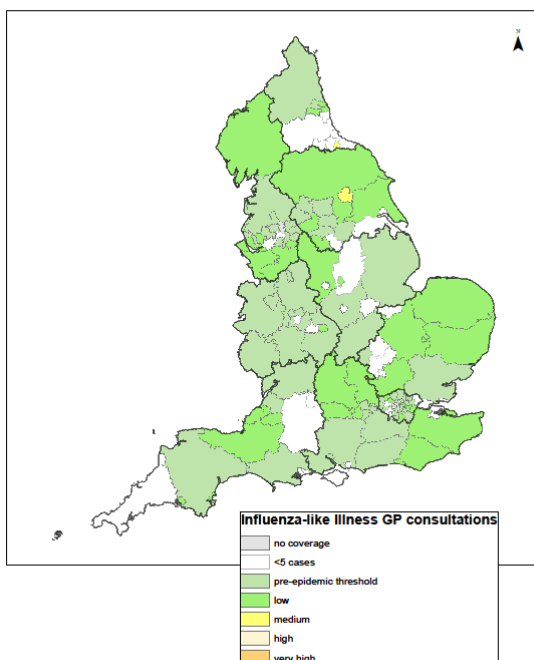 Influenza-like Illness GP consultations
no coverage
<5 cases
pre-epidemic threshold
low
medium
high
very high